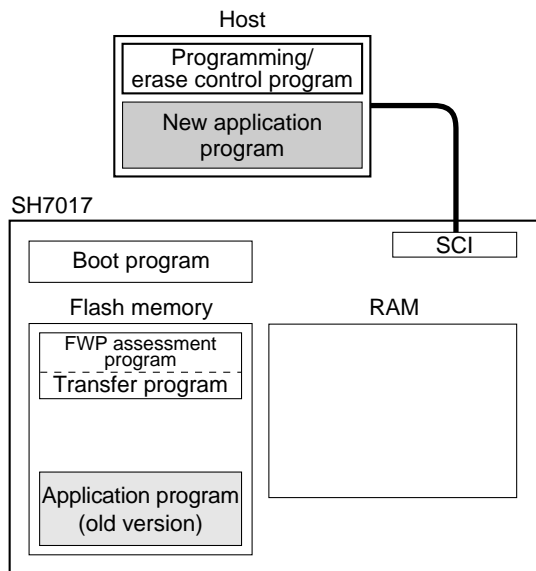 Host
Programming/
erase control program
New application
program
SH7017
SCI
Boot program
Flash memory
RAM
FWP assessment
program
Transfer program
Application program
(old version)